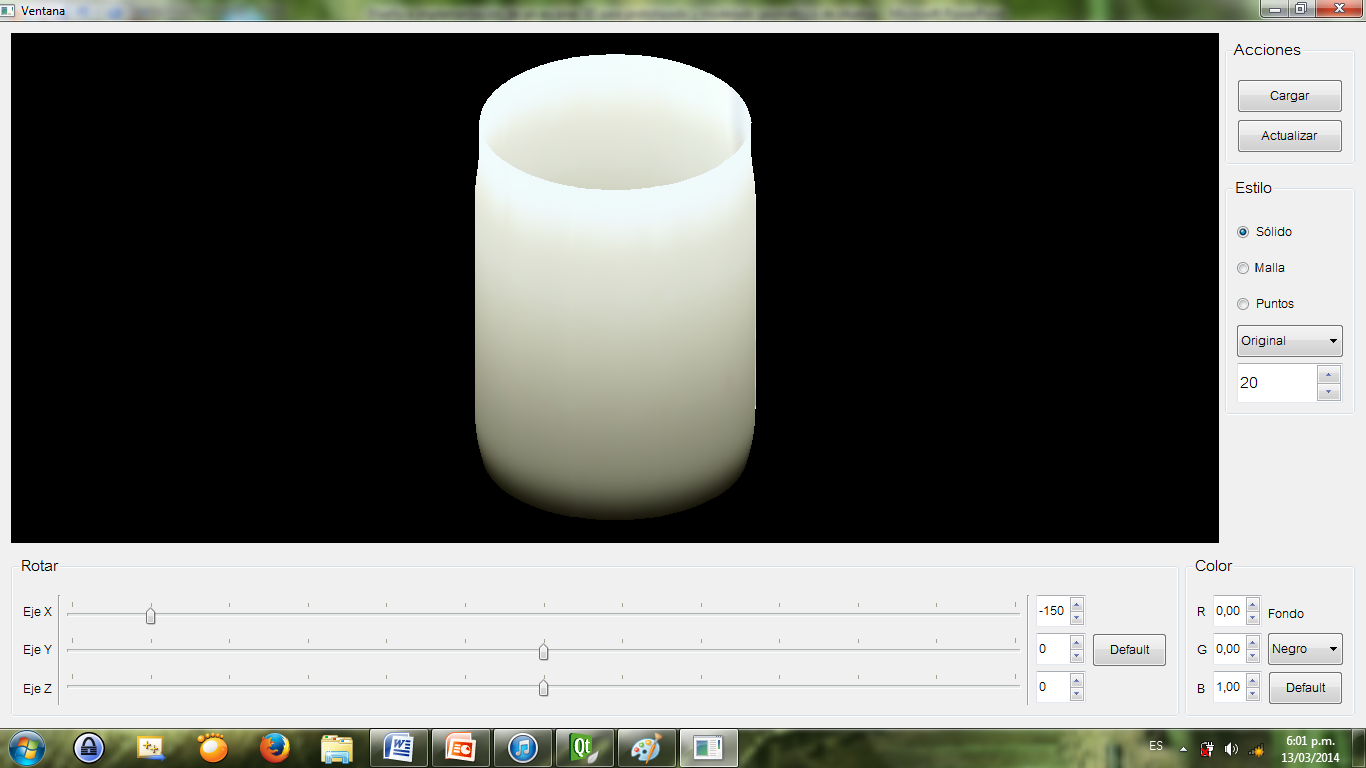 Ventana
Acciones
Cargar
Actualizar
Estilo
Sólido
Malla
Puntos
Original
20
Rotar
Eje X
-150
Eje Y
0
Default
Eje Z
0
Color
R 0,00 Fondo
G 0,00 Negro
B 1,00 Default
ES
6:01 p.m.
13/03/2014